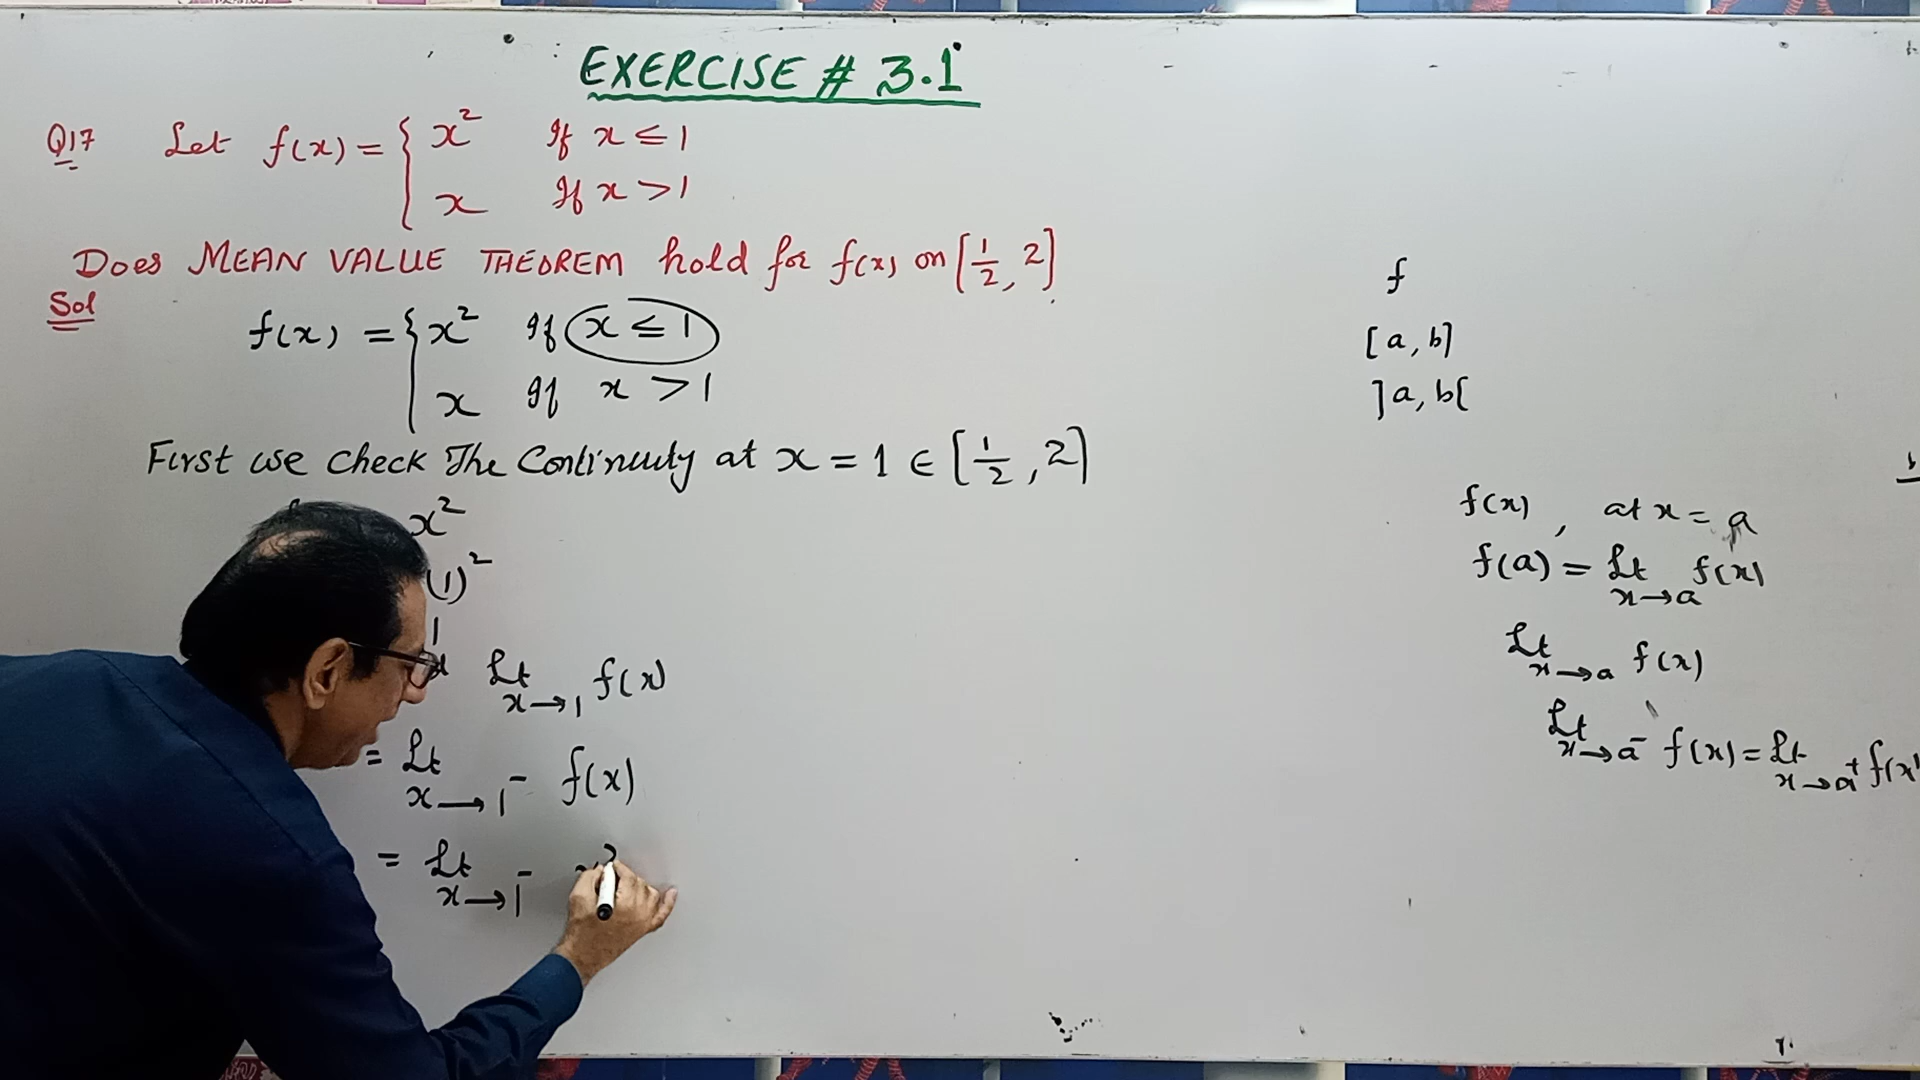 EXERCISE # 3.1
Q17 Let f(x) = { x² If x ≤ 1
x If x > 1
Does MEAN VALUE THEOREM hold for f(x) on [1/2, 2]
Sol
f(x) = { x² If x ≤ 1
x If x > 1
First we check The Continuity at x = 1 ∈ [1/2, 2]
x²
(1)²
1
Lt x→1 f(x)
= Lt x→1⁻ f(x)
= Lt x→1⁻
f
[a, b]
]a, b[
f(x), at x = a
f(a) = Lt x→a f(x)
Lt x→a f(x)
Lt x→a⁻ f(x) = Lt x→a⁺ f(x)